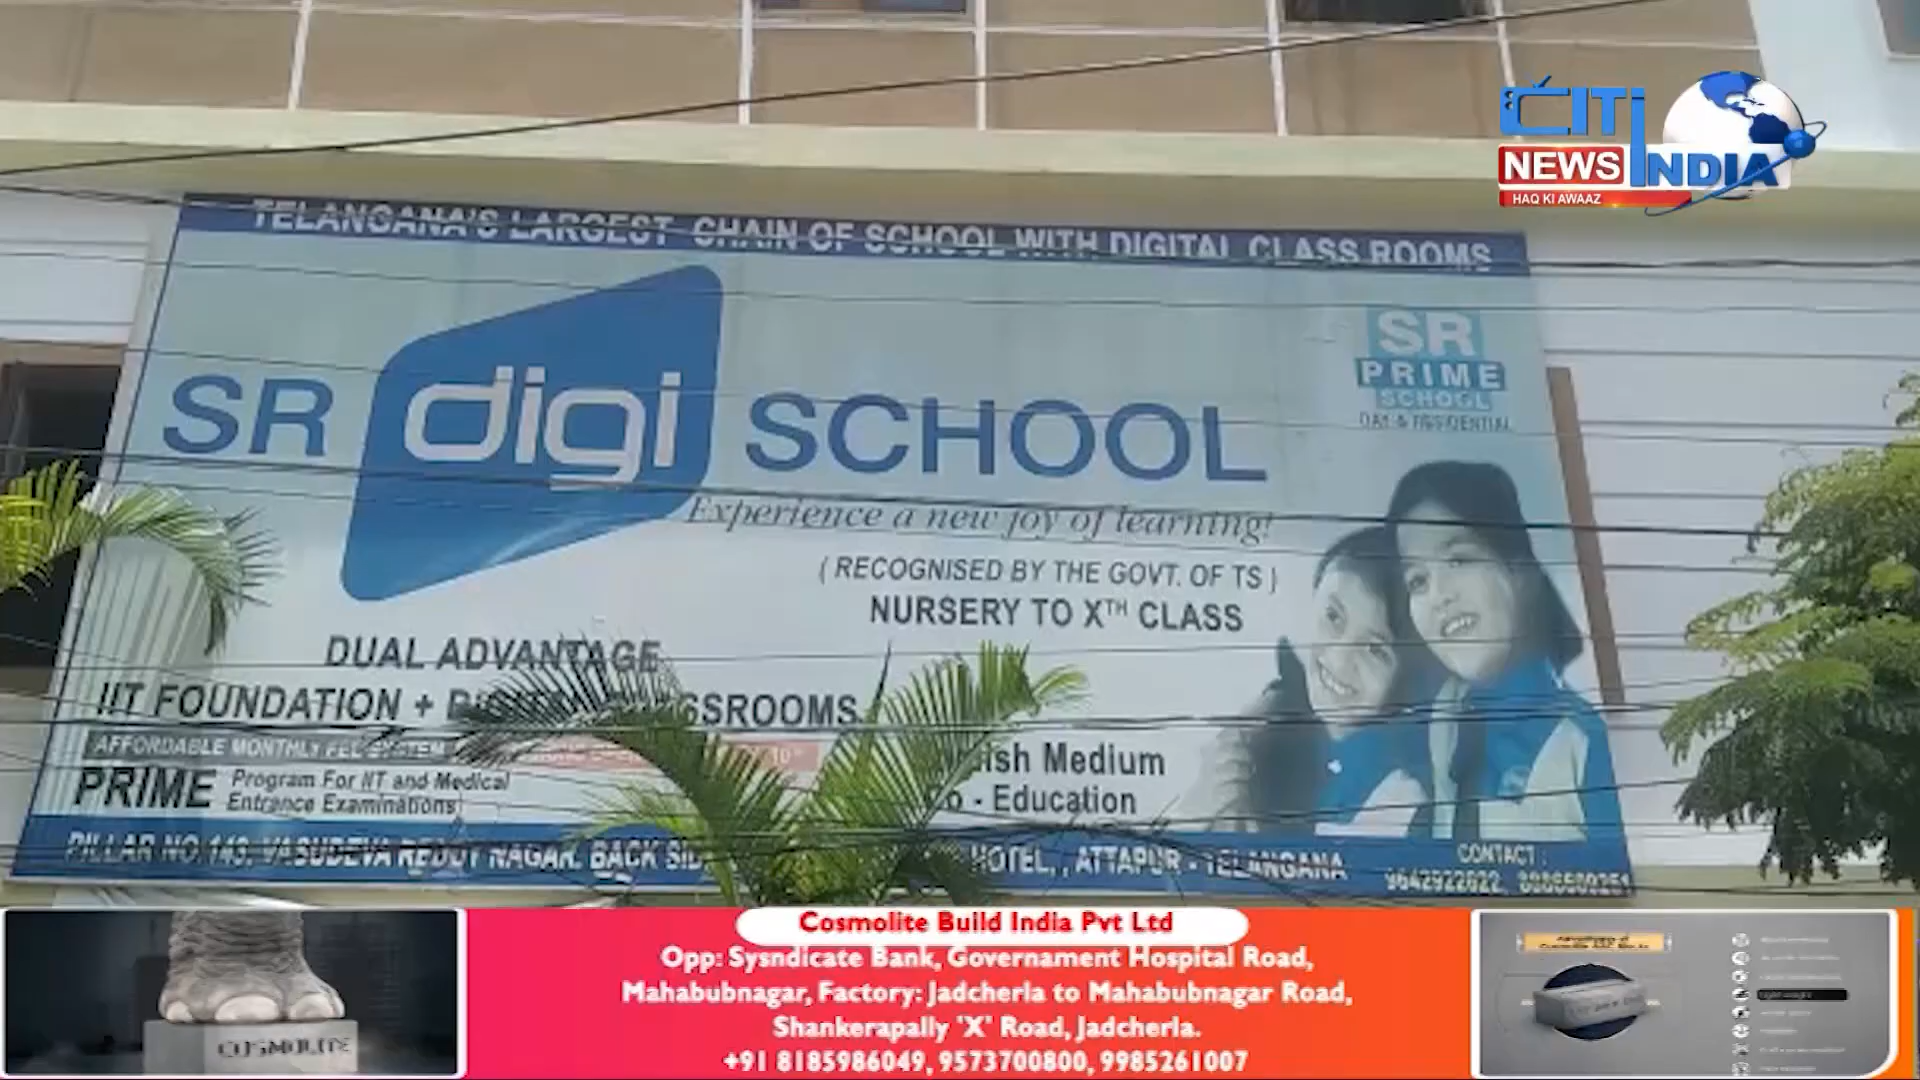 CITI
NEWS INDIA
HAQ KI AWAAZ
TELANGANA'S LARGEST CHAIN OF SCHOOL WITH DIGITAL CLASS ROOMS
SR digi SCHOOL
SR
PRIME
SCHOOL
DAY & RESIDENTIAL
Experience a new joy of learning!
( RECOGNISED BY THE GOVT. OF TS )
NURSERY TO XTH CLASS
DUAL ADVANTAGE
IIT FOUNDATION +
AFFORDABLE MONTHLY FEE SYSTEM
PRIME Program For IIT and Medical
Entrance Examinations
Medium
- Education
PILLAR NO. 143, VASUDEVA REDDY NAGAR. BACK HOTEL, , ATTAPUR - TELANGANA
CONTACT :
Cosmolite Build India Pvt Ltd
Opp: Sysndicate Bank, Governament Hospital Road,
Mahabubnagar, Factory: Jadcherla to Mahabubnagar Road,
Shankerapally 'X' Road, Jadcherla.
+91 8185986049, 9573700800, 9985261007
COSMOLITE